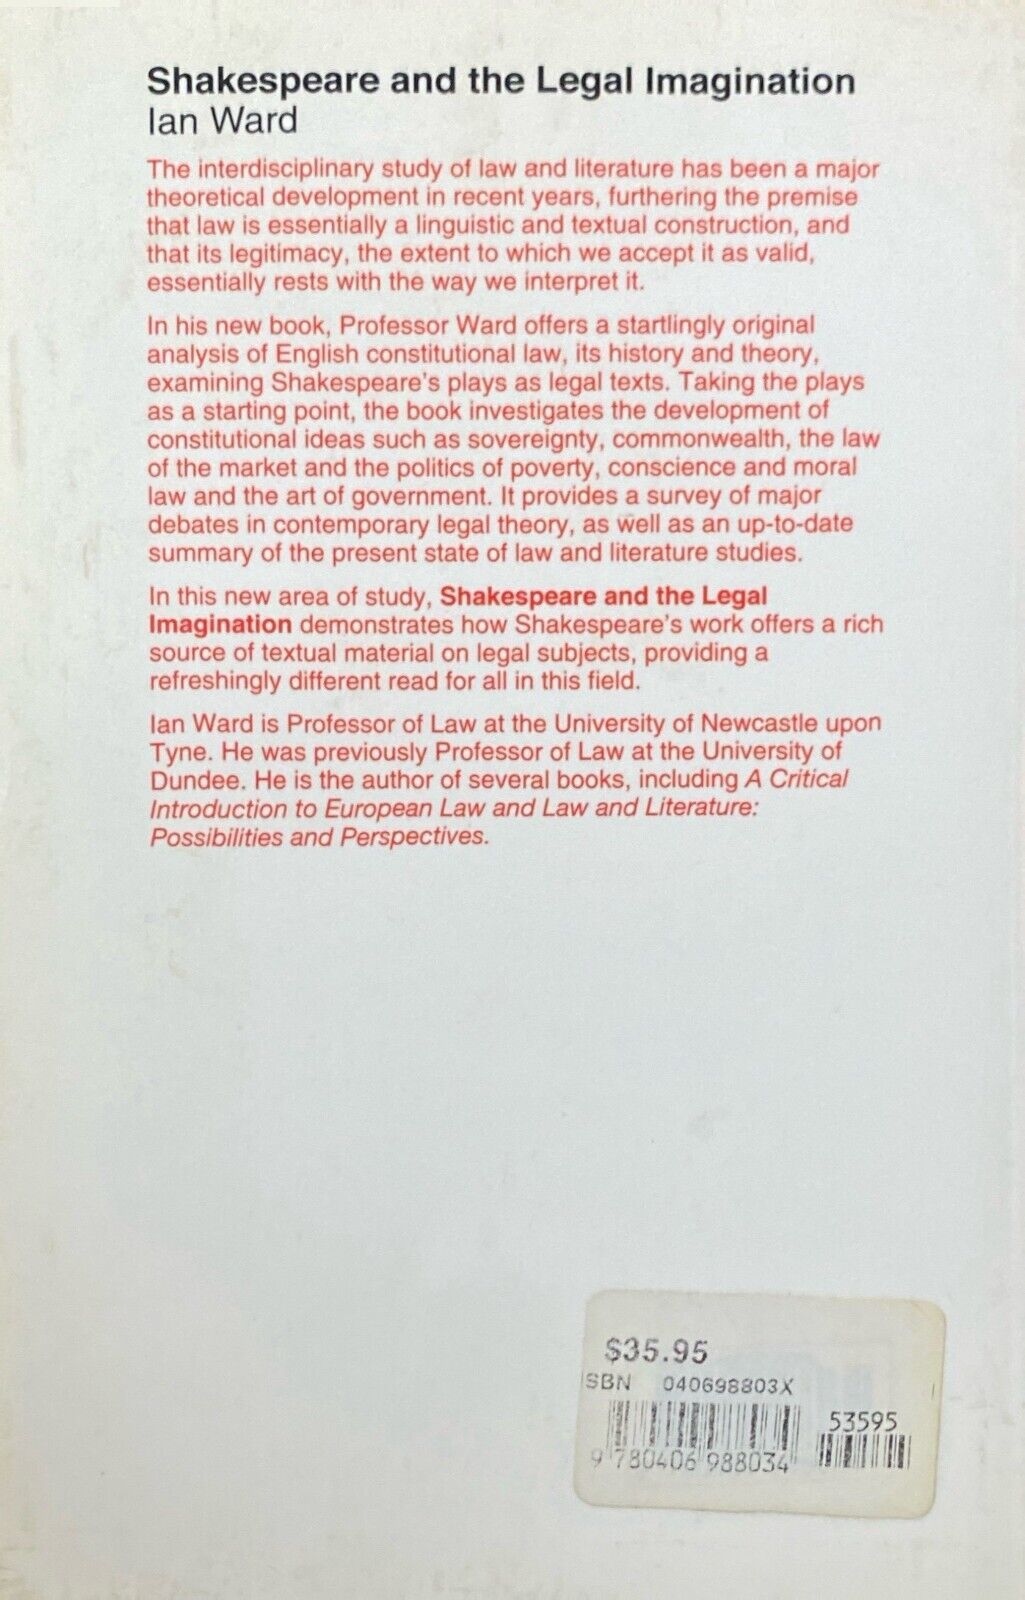 Shakespeare and the Legal Imagination
Ian Ward
The interdisciplinary study of law and literature has been a major
theoretical development in recent years, furthering the premise
that law is essentially a linguistic and textual construction, and
that its legitimacy, the extent to which we accept it as valid,
essentially rests with the way we interpret it.
In his new book, Professor Ward offers a startlingly original
analysis of English constitutional law, its history and theory,
examining Shakespeare's plays as legal texts. Taking the plays
as a starting point, the book investigates the development of
constitutional ideas such as sovereignty, commonwealth, the law
of the market and the politics of poverty, conscience and moral
law and the art of government. It provides a survey of major
debates in contemporary legal theory, as well as an up-to-date
summary of the present state of law and literature studies.
In this new area of study, Shakespeare and the Legal
Imagination demonstrates how Shakespeare's work offers a rich
source of textual material on legal subjects, providing a
refreshingly different read for all in this field.
Ian Ward is Professor of Law at the University of Newcastle upon
Tyne. He was previously Professor of Law at the University of
Dundee. He is the author of several books, including A Critical
Introduction to European Law and Law and Literature:
Possibilities and Perspectives.
$35.95
ISBN 040698803X
53595
9 780406 988034